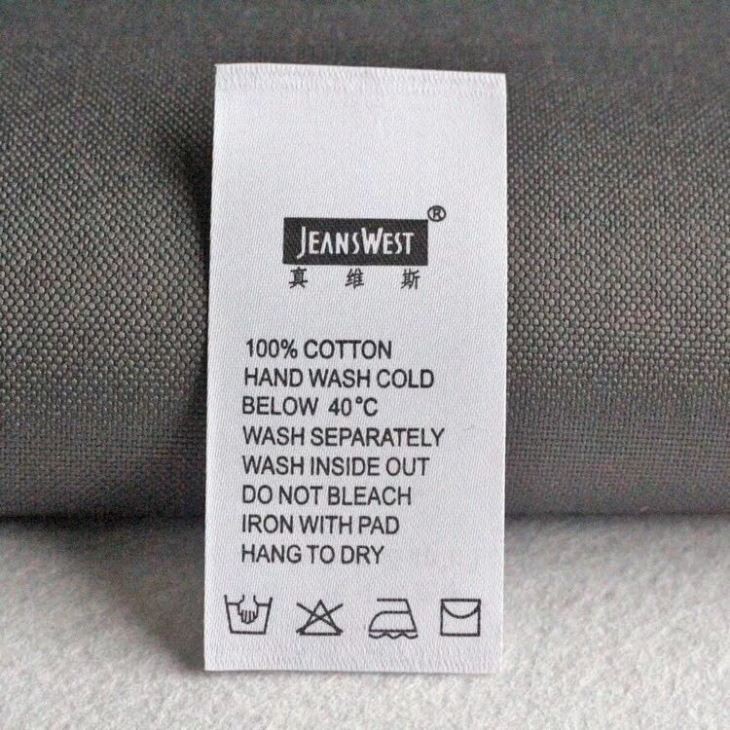 JEANSWEST®
真维斯
100% COTTON
HAND WASH COLD
BELOW 40°C
WASH SEPARATELY
WASH INSIDE OUT
DO NOT BLEACH
IRON WITH PAD
HANG TO DRY